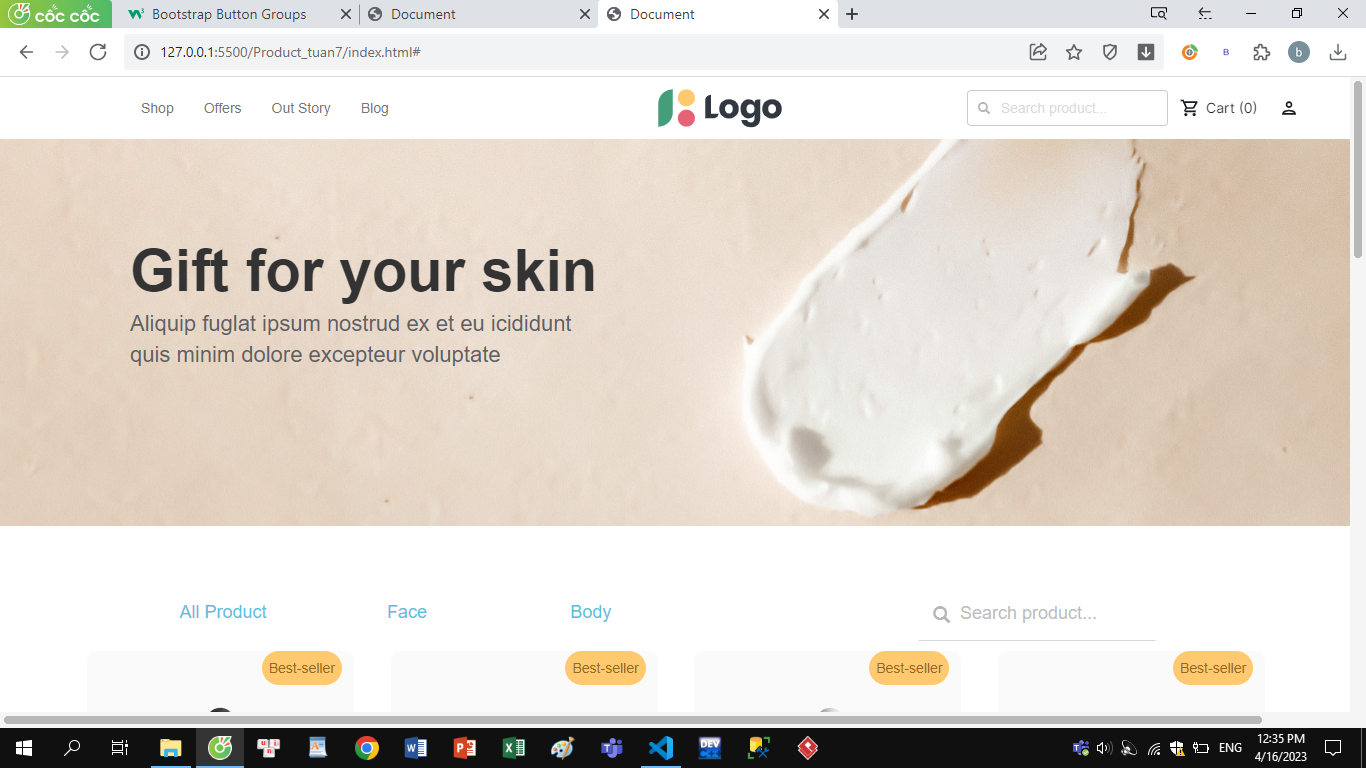 cốc cốc
Bootstrap Button Groups
Document
Document
127.0.0.1:5500/Product_tuan7/index.html#
B
b
Shop
Offers
Out Story
Blog
Logo
Search product...
Cart (0)
Gift for your skin
Aliquip fuglat ipsum nostrud ex et eu icididunt
quis minim dolore excepteur voluptate
All Product
Face
Body
Search product...
Best-seller
Best-seller
Best-seller
Best-seller
DEV
ENG
12:35 PM
4/16/2023